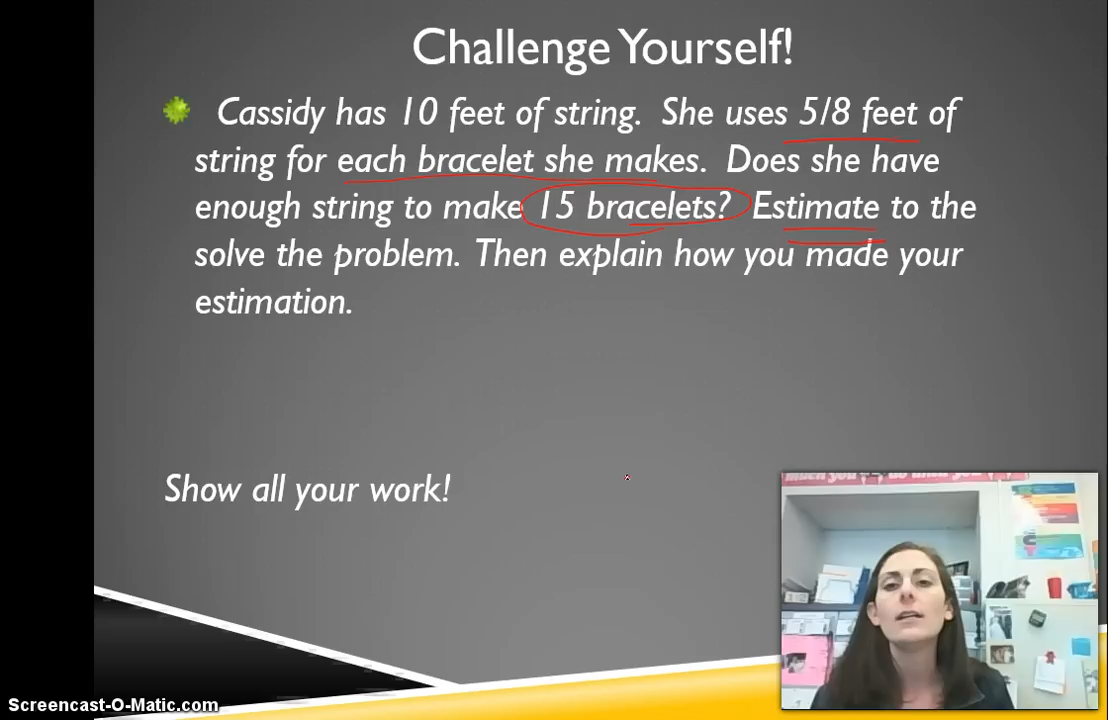 Challenge Yourself!
Cassidy has 10 feet of string. She uses 5/8 feet of
string for each bracelet she makes. Does she have
enough string to make 15 bracelets? Estimate to the
solve the problem. Then explain how you made your
estimation.
Show all your work!
Screencast-O-Matic.com